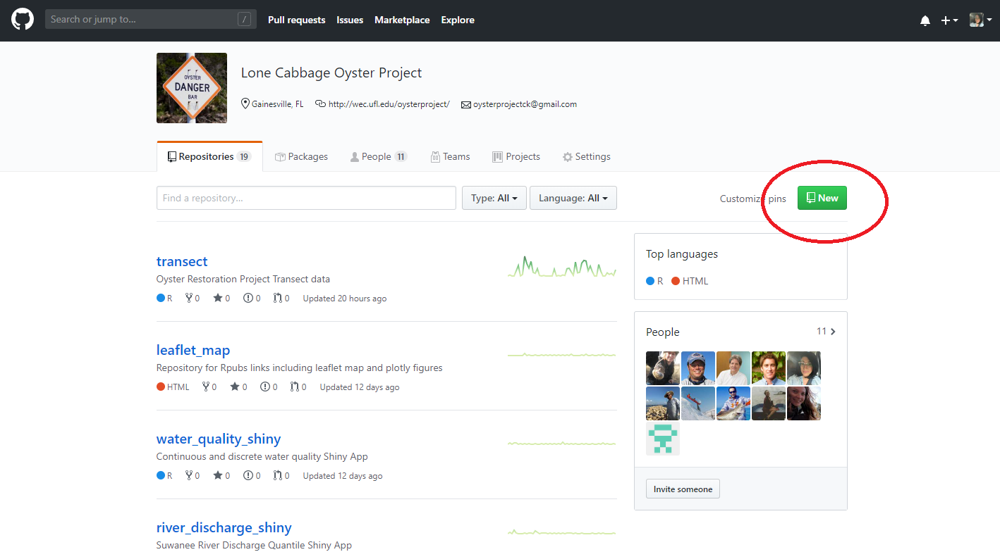 Search or jump to... /
Pull requests Issues Marketplace Explore
OYSTER
DANGER
BAR
Lone Cabbage Oyster Project
Gainesville, FL http://wec.ufl.edu/oysterproject/ oysterprojectck@gmail.com
Repositories 19 Packages People 11 Teams Projects Settings
Find a repository... Type: All Language: All Customize pins New
transect
Oyster Restoration Project Transect data
R 0 0 0 0 Updated 20 hours ago
leaflet_map
Repository for Rpubs links including leaflet map and plotly figures
HTML 0 0 0 0 Updated 12 days ago
water_quality_shiny
Continuous and discrete water quality Shiny App
R 0 0 0 0 Updated 12 days ago
river_discharge_shiny
Suwanee River Discharge Quantile Shiny App
Top languages
R HTML
People 11
Invite someone